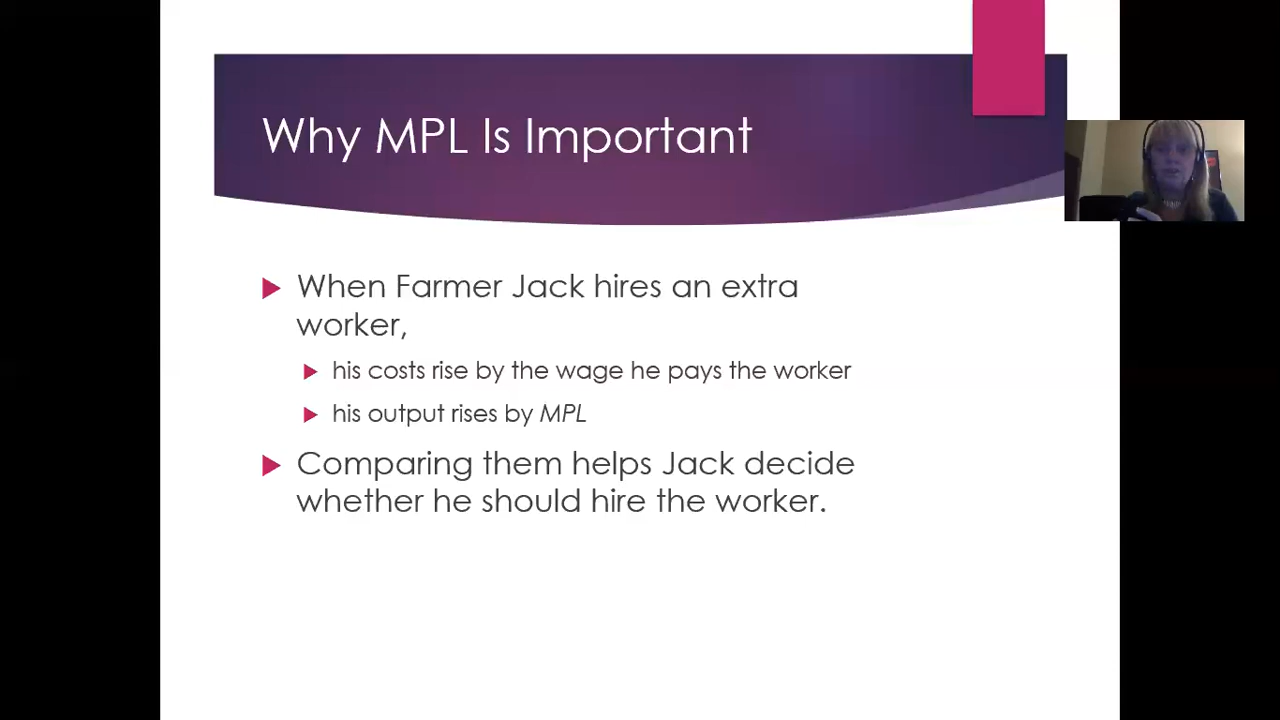 Why MPL Is Important
When Farmer Jack hires an extra
worker,
his costs rise by the wage he pays the worker
his output rises by MPL
Comparing them helps Jack decide
whether he should hire the worker.